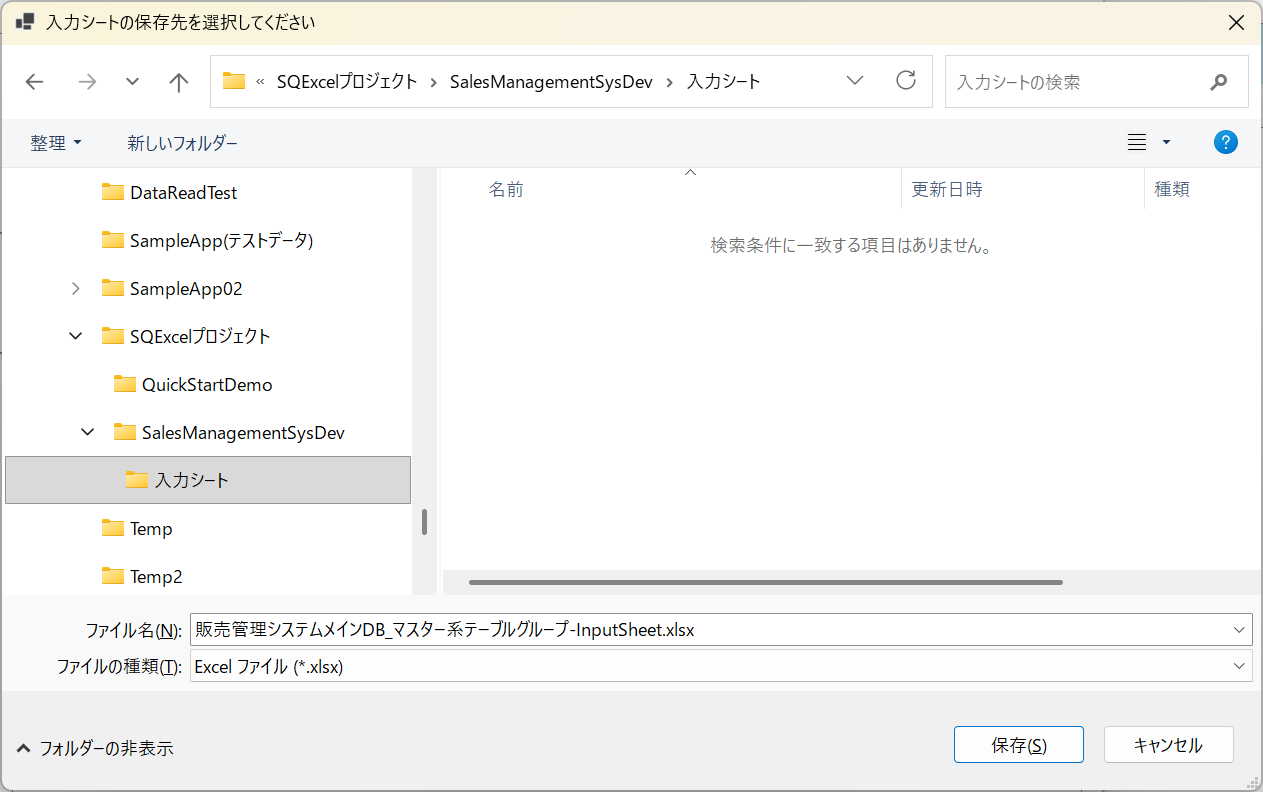 入力シートの保存先を選択してください
« SQExcelプロジェクト › SalesManagementSysDev › 入力シート
入力シートの検索
整理 新しいフォルダー ?
DataReadTest
SampleApp(テストデータ)
SampleApp02
SQExcelプロジェクト
QuickStartDemo
SalesManagementSysDev
入力シート
Temp
Temp2
名前 更新日時 種類
検索条件に一致する項目はありません。
ファイル名(N): 販売管理システムメインDB_マスター系テーブルグループ-InputSheet.xlsx
ファイルの種類(T): Excel ファイル (*.xlsx)
フォルダーの非表示
保存(S) キャンセル